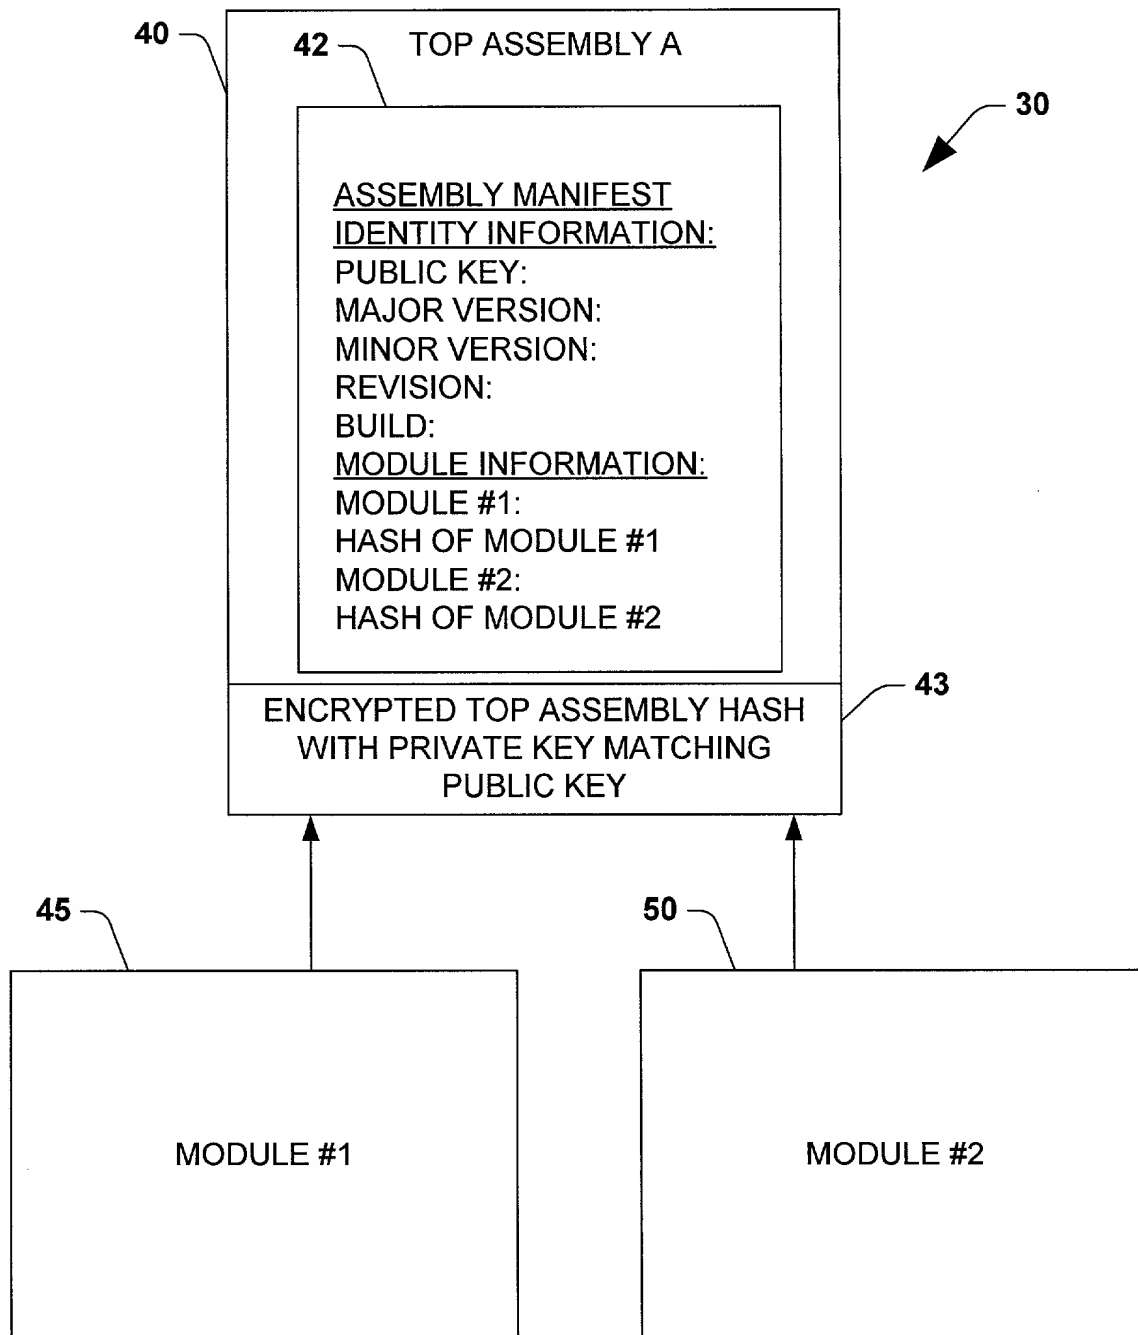 40
42
TOP ASSEMBLY A
30
ASSEMBLY MANIFEST
IDENTITY INFORMATION:
PUBLIC KEY:
MAJOR VERSION:
MINOR VERSION:
REVISION:
BUILD:
MODULE INFORMATION:
MODULE #1:
HASH OF MODULE #1
MODULE #2:
HASH OF MODULE #2
43
ENCRYPTED TOP ASSEMBLY HASH
WITH PRIVATE KEY MATCHING
PUBLIC KEY
45
50
MODULE #1
MODULE #2